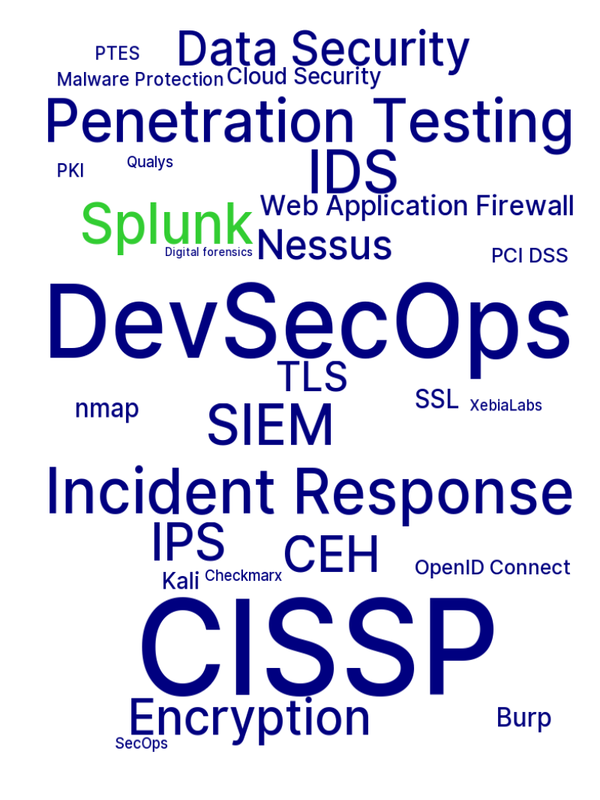 Data Security
PTES
Malware Protection
Cloud Security
Penetration Testing
IDS
Qualys
PKI
Web Application Firewall
Splunk
Nessus
Digital forensics
PCI DSS
DevSecOps
TLS
SSL
XebiaLabs
nmap
SIEM
Incident Response
IPS
CEH
OpenID Connect
Kali
Checkmarx
CISSP
Encryption
Burp
SecOps